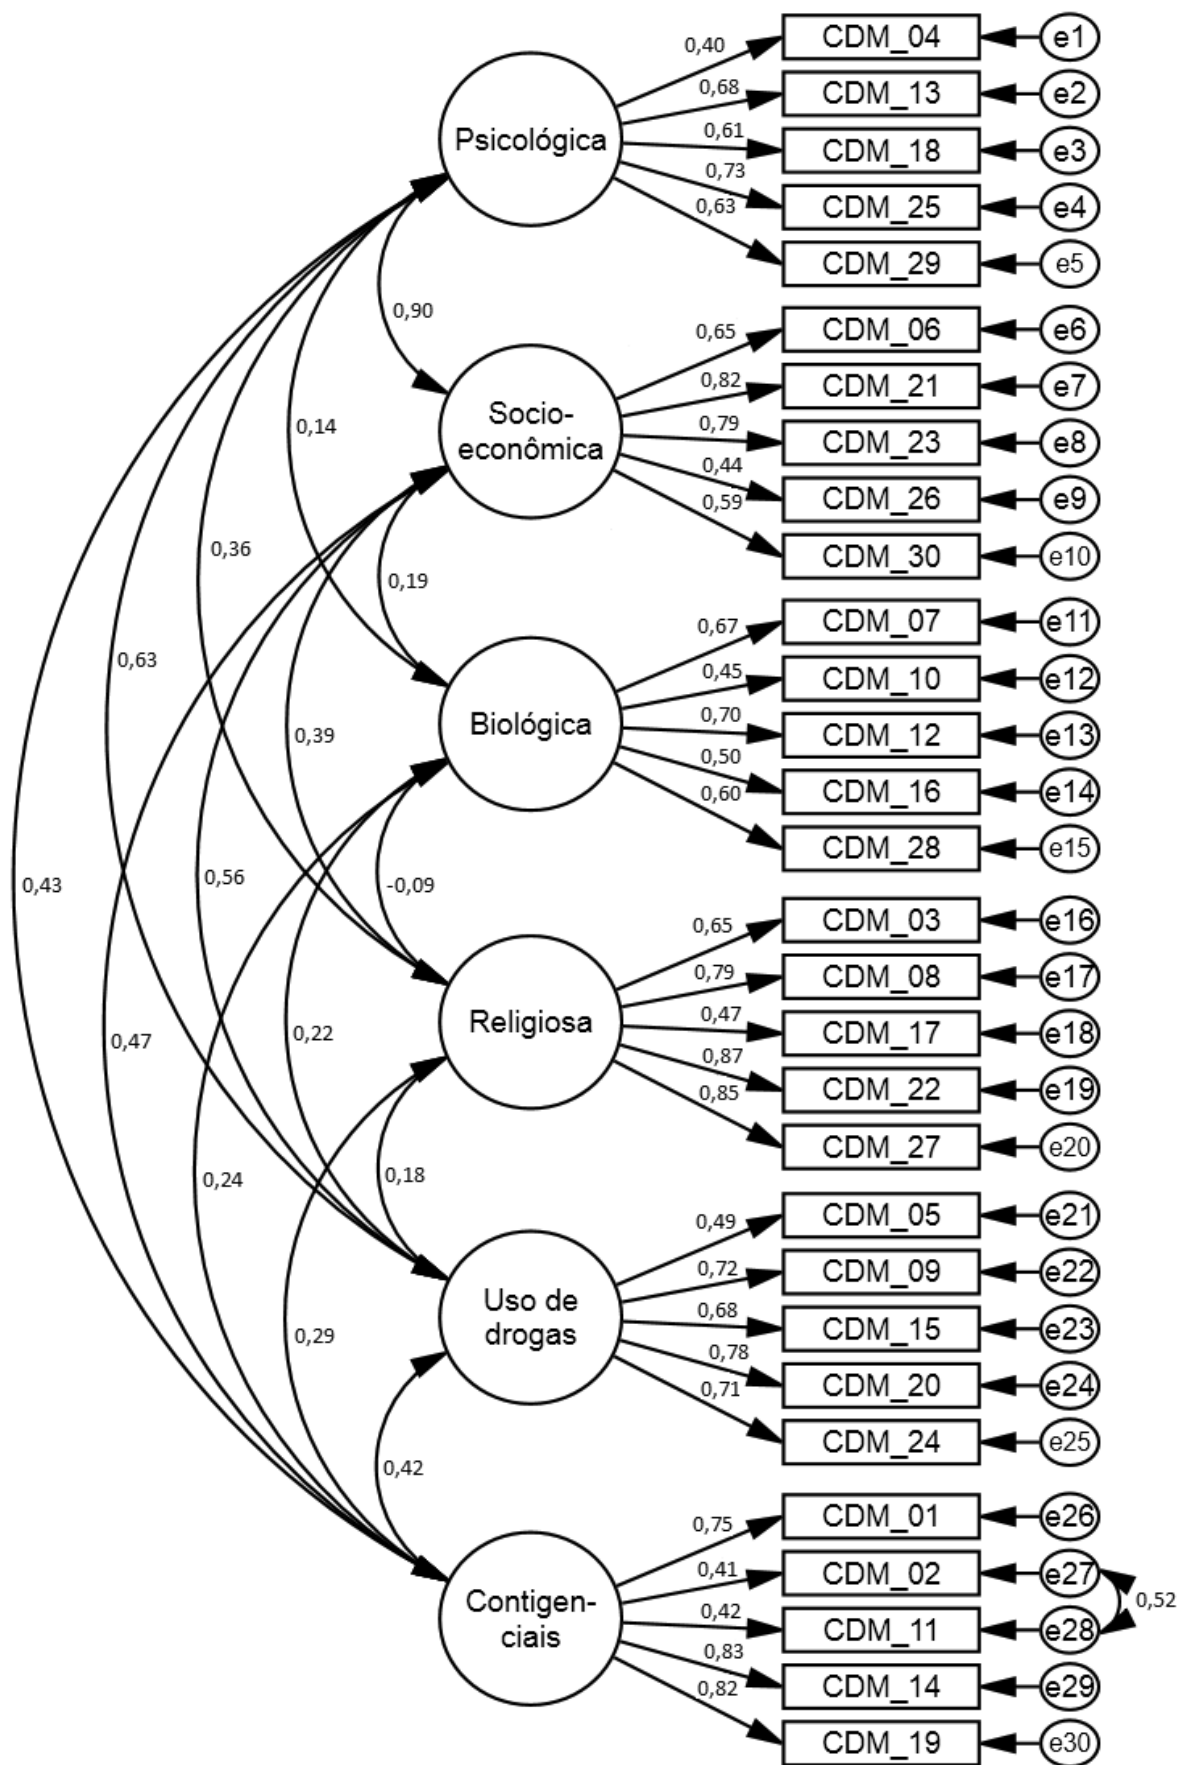 0,40
CDM_04
e1
0,68
CDM_13
e2
Psicológica
0,61
CDM_18
e3
0,73
CDM_25
e4
0,63
CDM_29
e5
0,90
0,65
CDM_06
e6
0,82
CDM_21
e7
Socio-
econômica
0,79
CDM_23
e8
0,44
CDM_26
e9
0,59
CDM_30
e10
0,14
0,36
0,19
0,67
CDM_07
e11
0,45
CDM_10
e12
Biológica
0,70
CDM_12
e13
0,50
CDM_16
e14
0,60
CDM_28
e15
0,63
0,39
0,43
0,56
-0,09
0,65
CDM_03
e16
0,79
CDM_08
e17
Religiosa
0,47
CDM_17
e18
0,87
CDM_22
e19
0,85
CDM_27
e20
0,47
0,22
0,24
0,18
0,49
CDM_05
e21
0,72
CDM_09
e22
Uso de
drogas
0,68
CDM_15
e23
0,78
CDM_20
e24
0,71
CDM_24
e25
0,29
0,42
0,75
CDM_01
e26
0,41
CDM_02
e27
Contigen-
ciais
0,42
CDM_11
e28
0,52
0,83
CDM_14
e29
0,82
CDM_19
e30